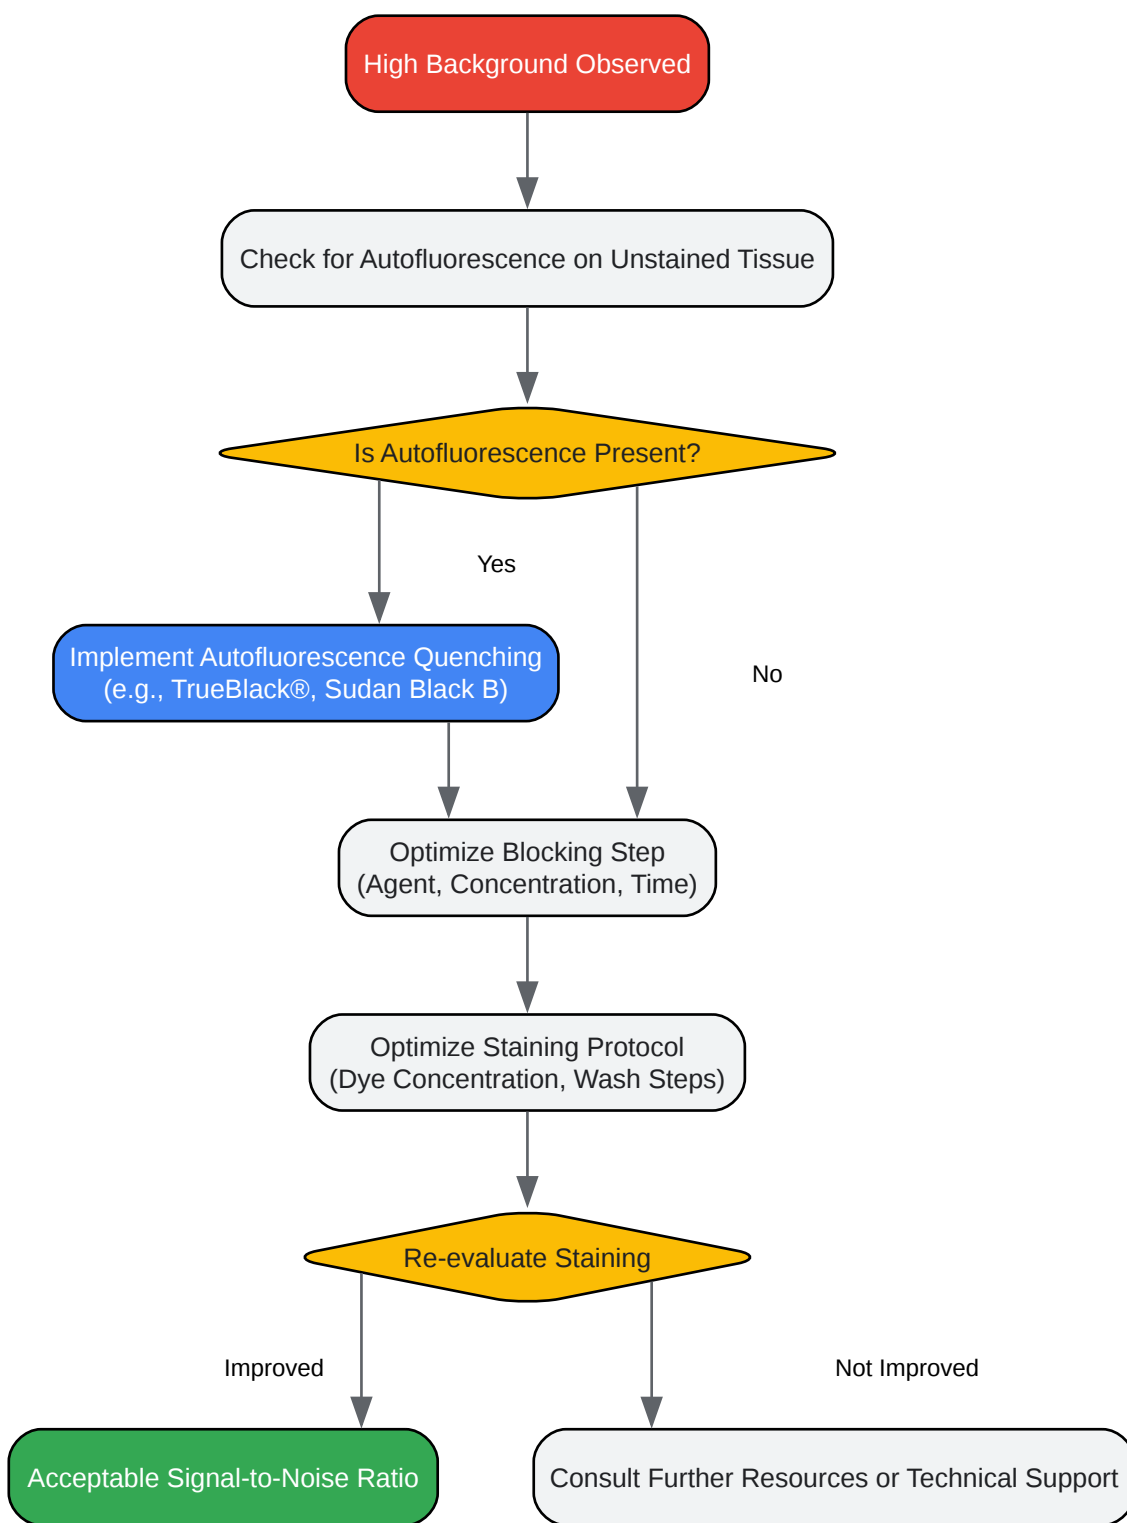 High Background Observed
Check for Autofluorescence on Unstained Tissue
Is Autofluorescence Present?
Yes
Implement Autofluorescence Quenching
(e.g., TrueBlack®, Sudan Black B)
No
Optimize Blocking Step
(Agent, Concentration, Time)
Optimize Staining Protocol
(Dye Concentration, Wash Steps)
Re-evaluate Staining
Improved
Not Improved
Acceptable Signal-to-Noise Ratio
Consult Further Resources or Technical Support